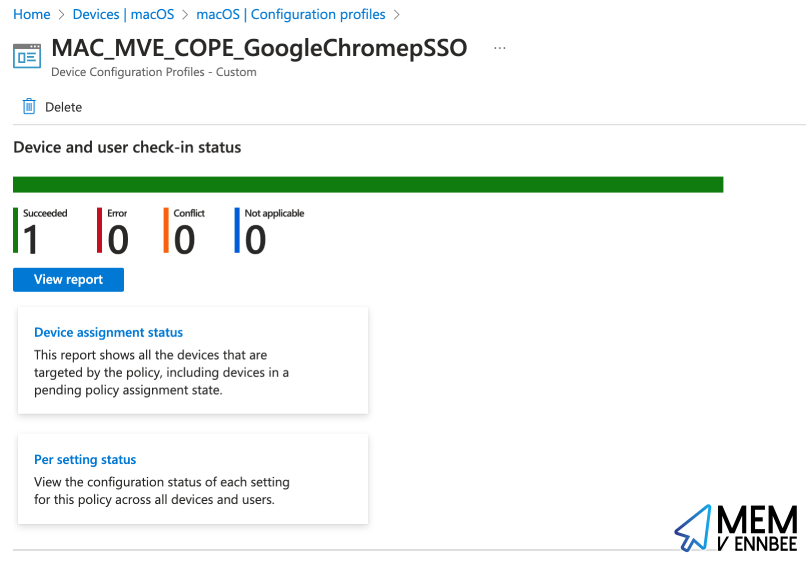 Home > Devices | macOS > macOS | Configuration profiles >
MAC_MVE_COPE_GoogleChromepSSO ...
Device Configuration Profiles - Custom
Delete
Device and user check-in status
Succeeded Error Conflict Not applicable
1 0 0 0
View report
Device assignment status
This report shows all the devices that are
targeted by the policy, including devices in a
pending policy assignment state.
Per setting status
View the configuration status of each setting
for this policy across all devices and users.
MEM
V ENNBEE